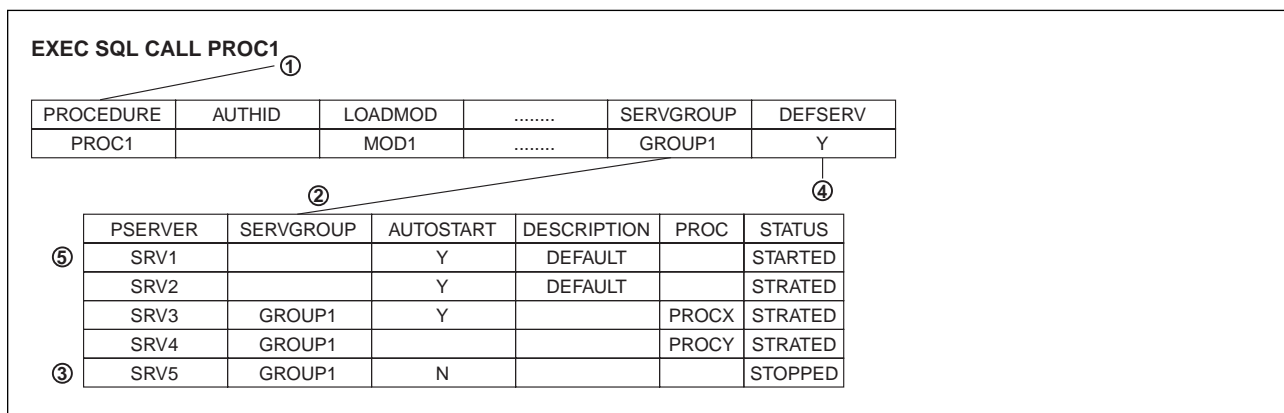 EXEC SQL CALL PROC1
①
PROCEDURE AUTHID LOADMOD ........ SERVGROUP DEFSERV
PROC1 MOD1 ........ GROUP1 Y
② ④
PSERVER SERVGROUP AUTOSTART DESCRIPTION PROC STATUS
⑤ SRV1 Y DEFAULT STARTED
SRV2 Y DEFAULT STRATED
SRV3 GROUP1 Y PROCX STRATED
SRV4 GROUP1 PROCY STRATED
③ SRV5 GROUP1 N STOPPED